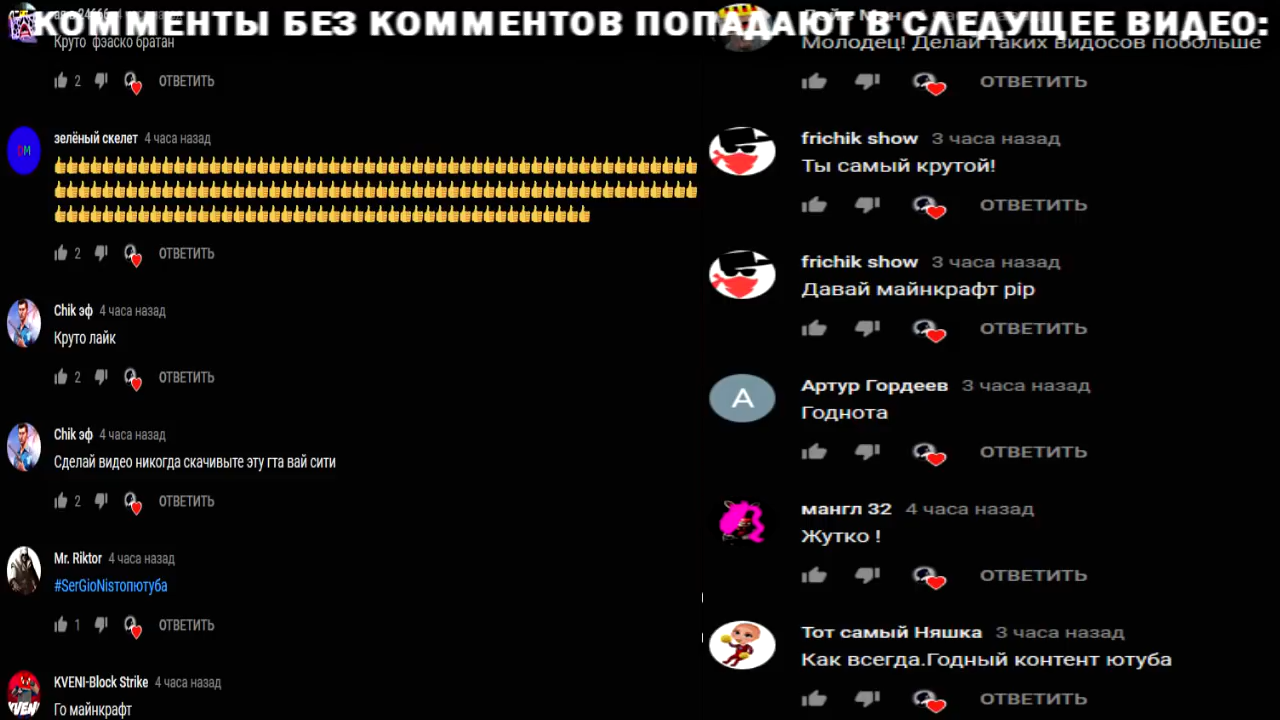 КОММЕНТЫ БЕЗ КОММЕНТОВ ПОПАДАЮТ В СЛЕДУЩЕЕ ВИДЕО:
Круто фэаско братан
2 ОТВЕТИТЬ
зелёный скелет 4 часа назад
2 ОТВЕТИТЬ
Chik эф 4 часа назад
Круто лайк
2 ОТВЕТИТЬ
Chik эф 4 часа назад
Сделай видео никогда скачивыте эту гта вай сити
2 ОТВЕТИТЬ
Mr. Riktor 4 часа назад
#SerGioNisтопютуба
1 ОТВЕТИТЬ
KVENI-Block Strike 4 часа назад
Го майнкрафт
Молодец! Делай таких видосов побольше
ОТВЕТИТЬ
frichik show 3 часа назад
Ты самый крутой!
ОТВЕТИТЬ
frichik show 3 часа назад
Давай майнкрафт pip
ОТВЕТИТЬ
A
Артур Гордеев 3 часа назад
Годнота
ОТВЕТИТЬ
мангл 32 4 часа назад
Жутко !
ОТВЕТИТЬ
Тот самый Няшка 3 часа назад
Как всегда.Годный контент ютуба
ОТВЕТИТЬ